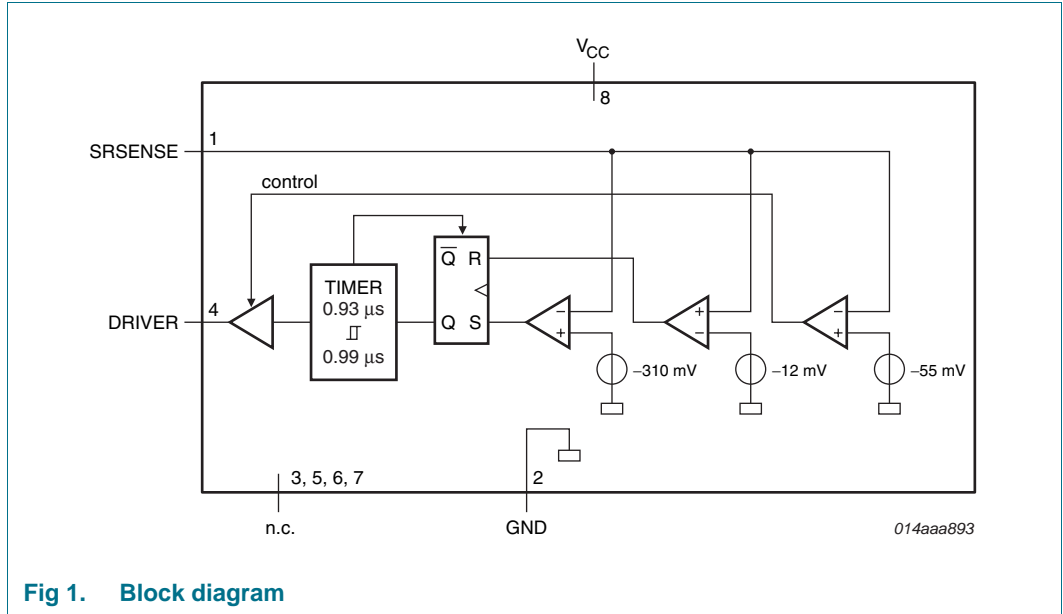 VCC
8
1
SRSENSE
control
Q R
TIMER
0.93 μs
0.99 μs
Q S
4
DRIVER
−
+
+
−
−
+
−310 mV
−12 mV
−55 mV
3, 5, 6, 7
2
n.c.
GND
014aaa893
Fig 1. Block diagram